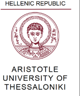 HELLENIC REPUBLIC
ARISTOTLE
UNIVERSITY OF
THESSALONIKI